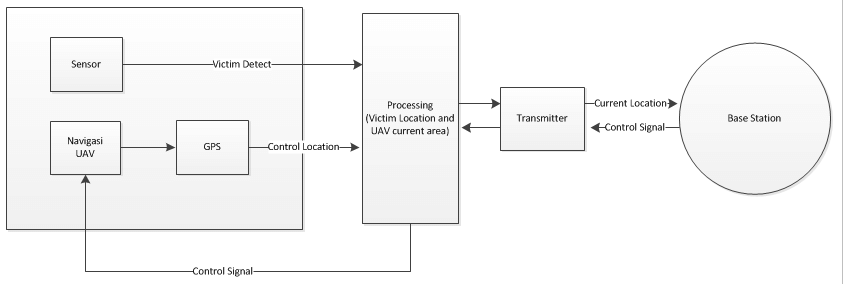 Sensor
Victim Detect
Navigasi
UAV
GPS
Control Location
Processing
(Victim Location and
UAV current area)
Transmitter
Current Location
Control Signal
Base Station
Control Signal